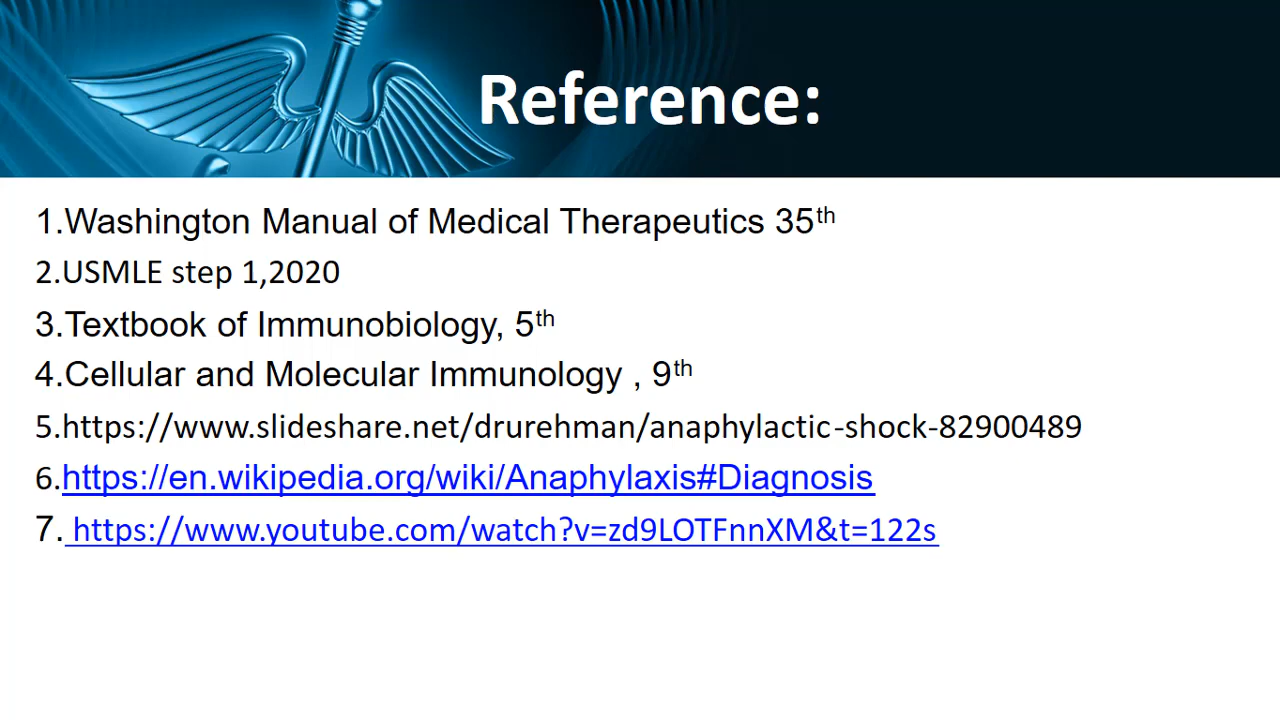 Reference:
1.Washington Manual of Medical Therapeutics 35th
2.USMLE step 1,2020
3.Textbook of Immunobiology, 5th
4.Cellular and Molecular Immunology , 9th
5.https://www.slideshare.net/drurehman/anaphylactic-shock-82900489
6.https://en.wikipedia.org/wiki/Anaphylaxis#Diagnosis
7. https://www.youtube.com/watch?v=zd9LOTFnnXM&t=122s